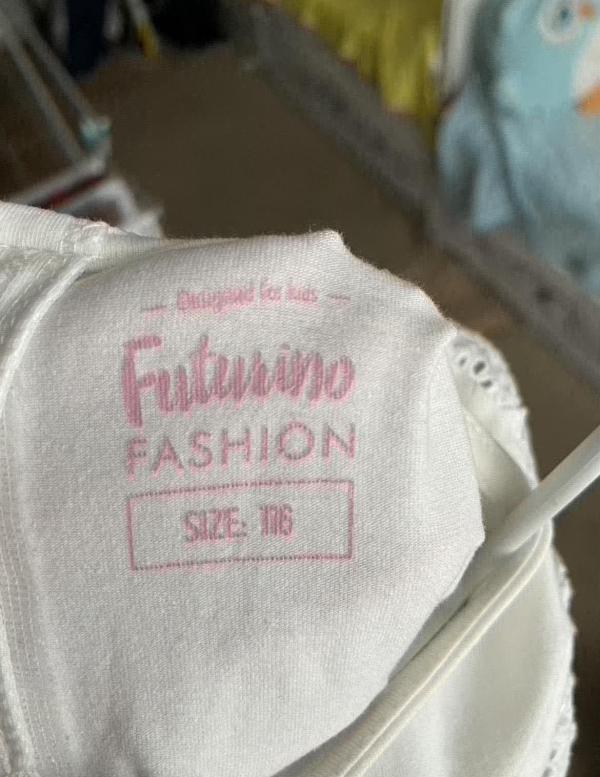 Designed for kids
Futurino
FASHION
SIZE: 116